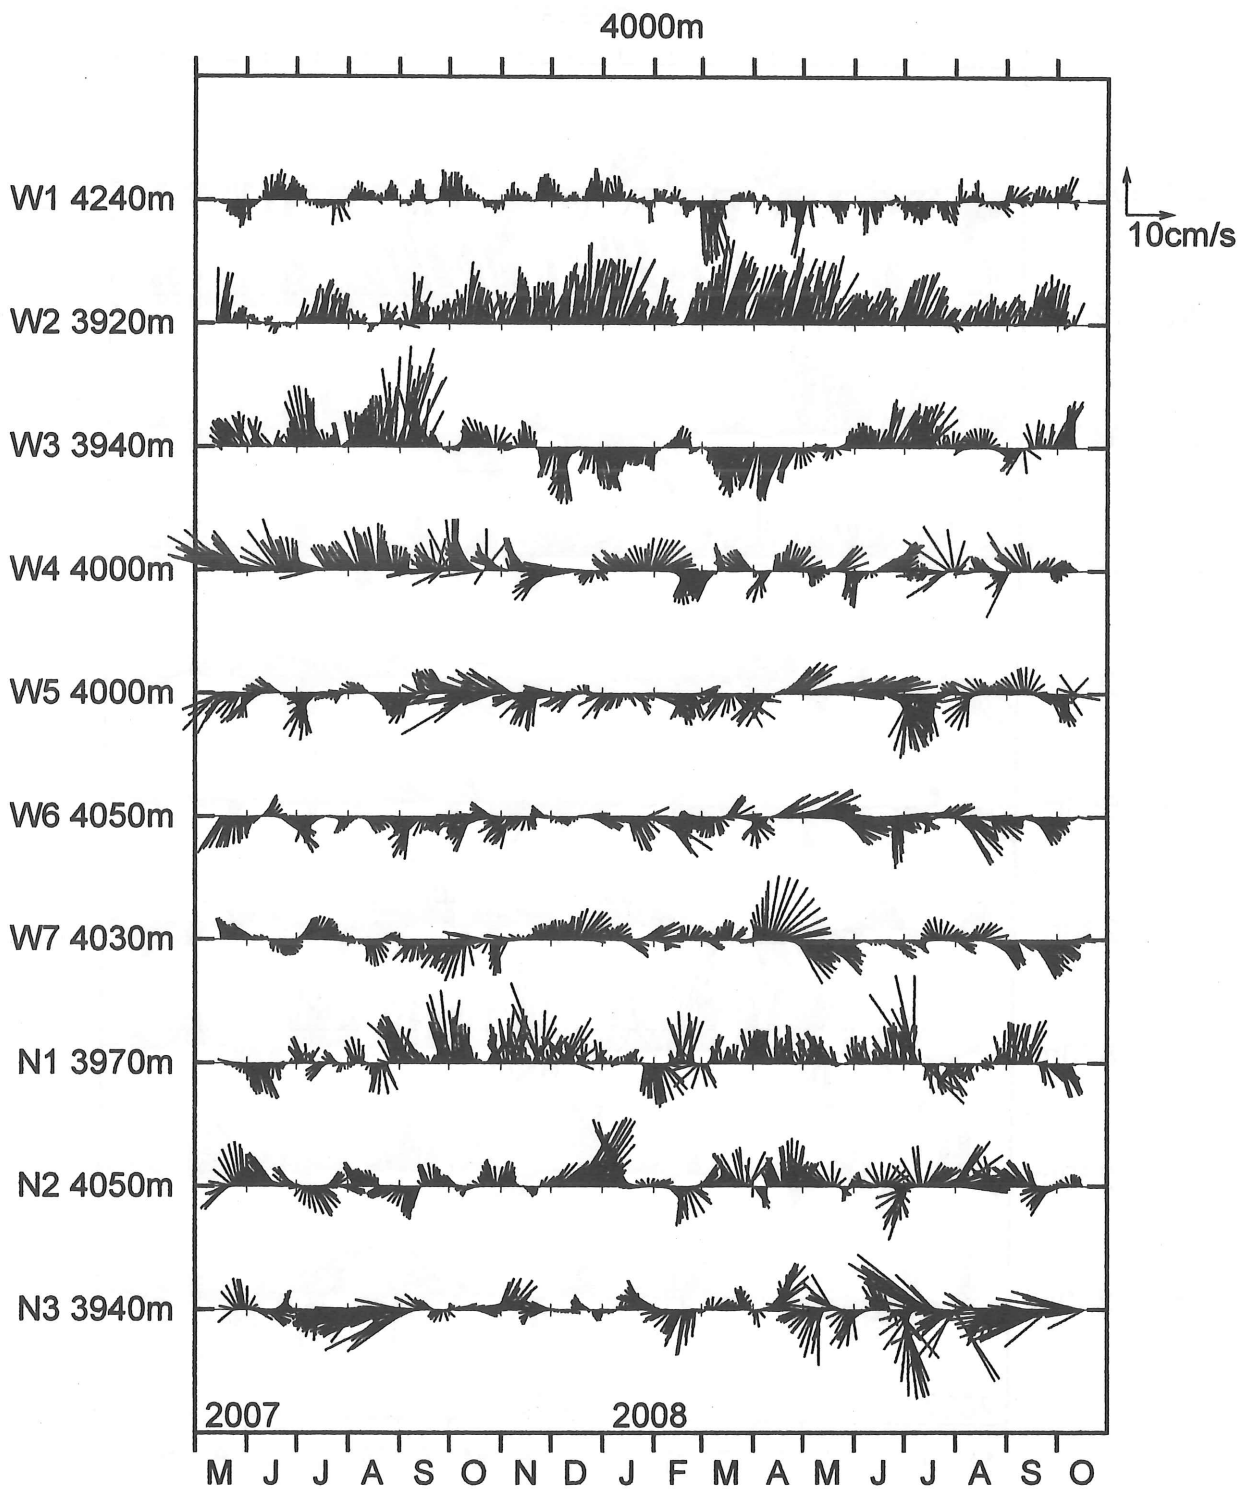 4000m
W1 4240m
10cm/s
W2 3920m
W3 3940m
W4 4000m
W5 4000m
W6 4050m
W7 4030m
N1 3970m
N2 4050m
N3 3940m
2007 2008
M J J A S O N D J F M A M J J A S O